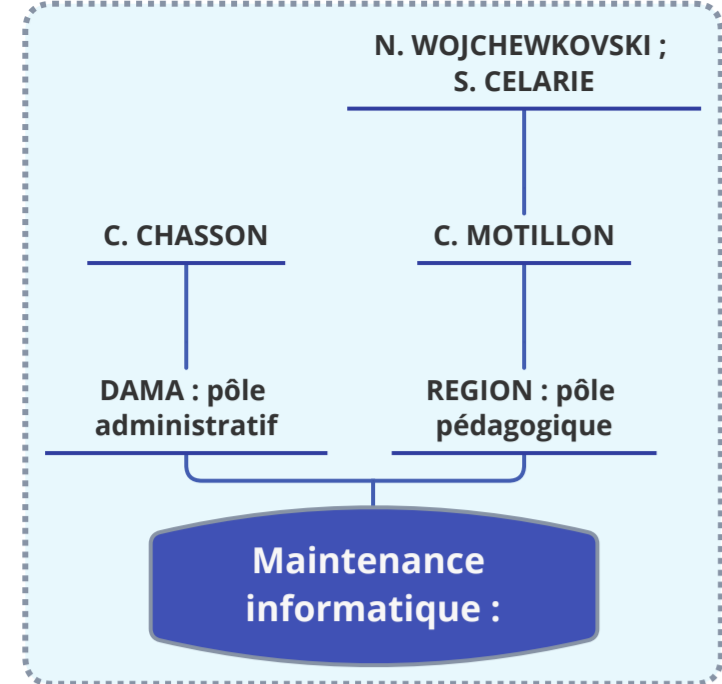 N. WOJCHEWKOVSKI ;
S. CELARIE
C. CHASSON
C. MOTILLON
DAMA : pôle
administratif
REGION : pôle
pédagogique
Maintenance
informatique :